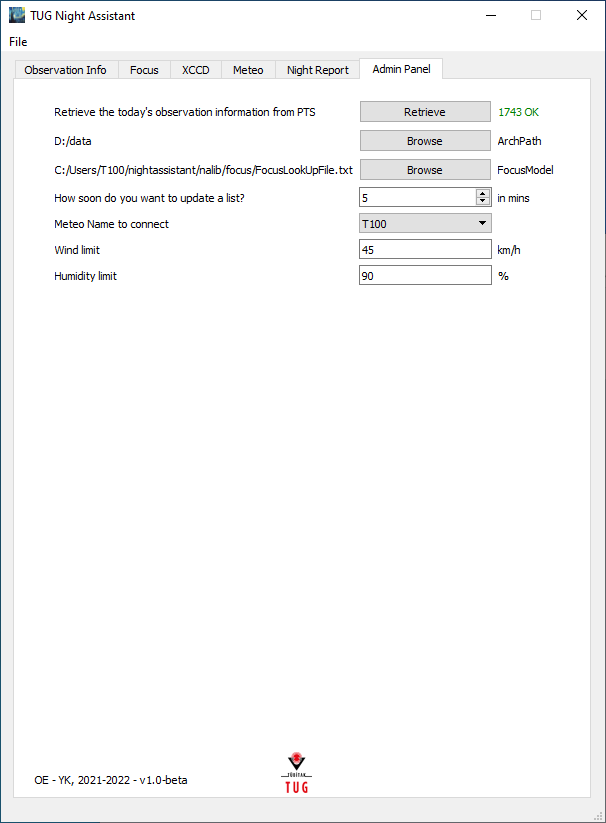 TUG Night Assistant
File
Observation Info Focus XCCD Meteo Night Report Admin Panel
Retrieve the today's observation information from PTS Retrieve 1743 OK
D:/data Browse ArchPath
C:/Users/T100/nightassistant/nalib/focus/FocusLookUpFile.txt Browse FocusModel
How soon do you want to update a list? 5 in mins
Meteo Name to connect T100
Wind limit 45 km/h
Humidity limit 90 %
TÜBİTAK
OE - YK, 2021-2022 - v1.0-beta
TUG